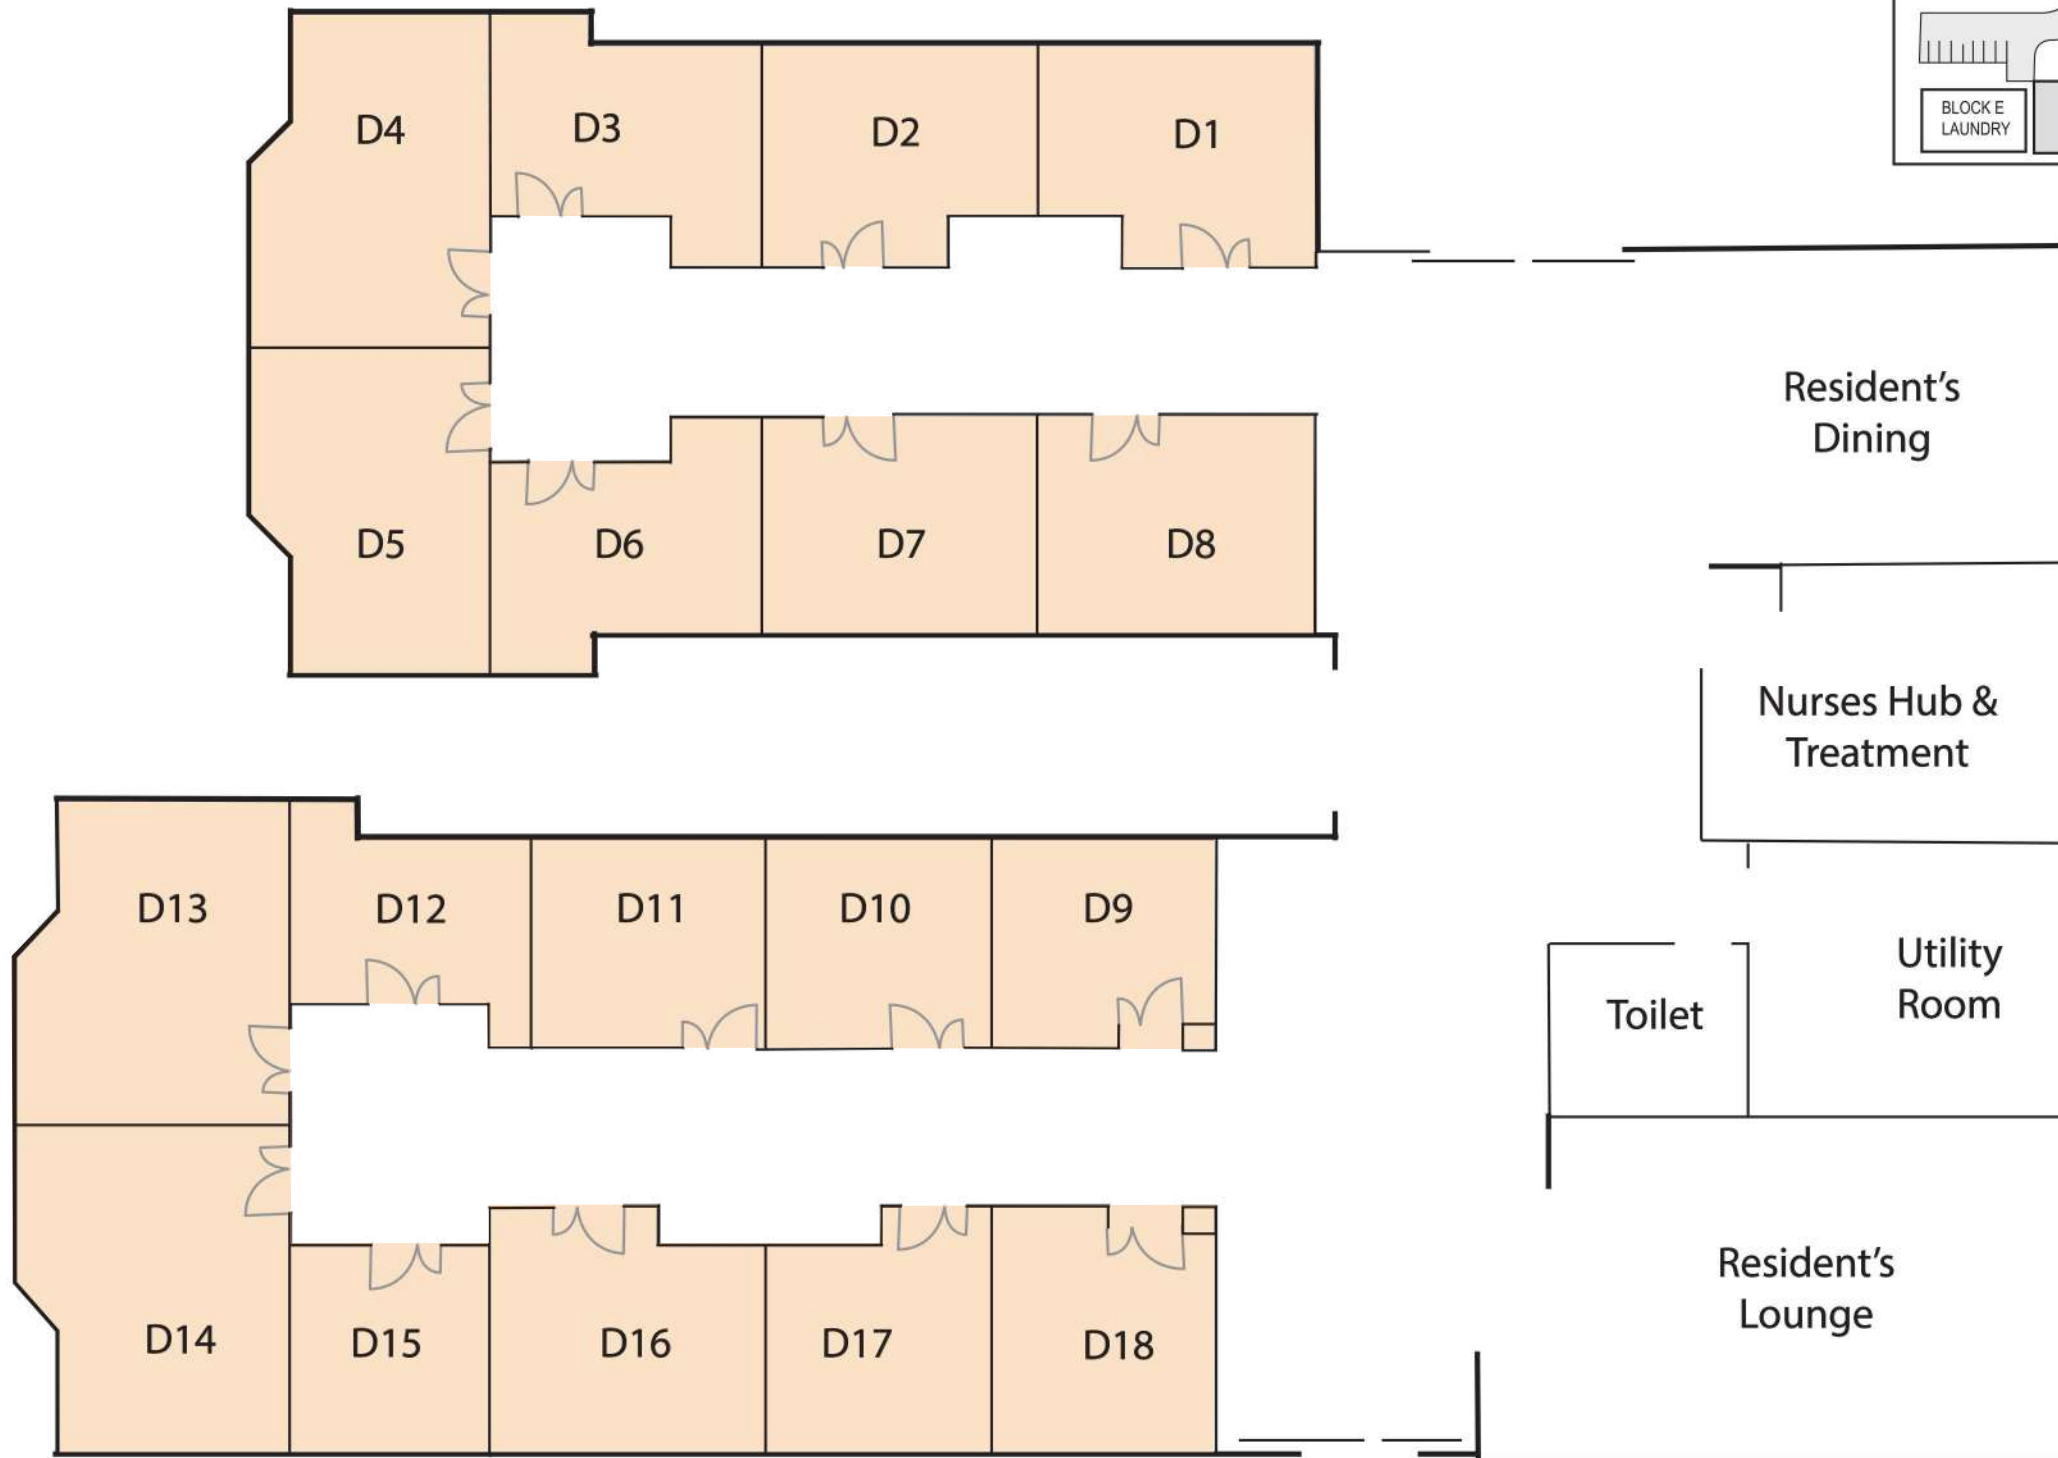 D4
D3
D2
D1
BLOCK E
LAUNDRY
Resident’s
Dining
D5
D6
D7
D8
Nurses Hub &
Treatment
D13
D12
D11
D10
D9
Utility
Room
Toilet
Resident’s
Lounge
D14
D15
D16
D17
D18